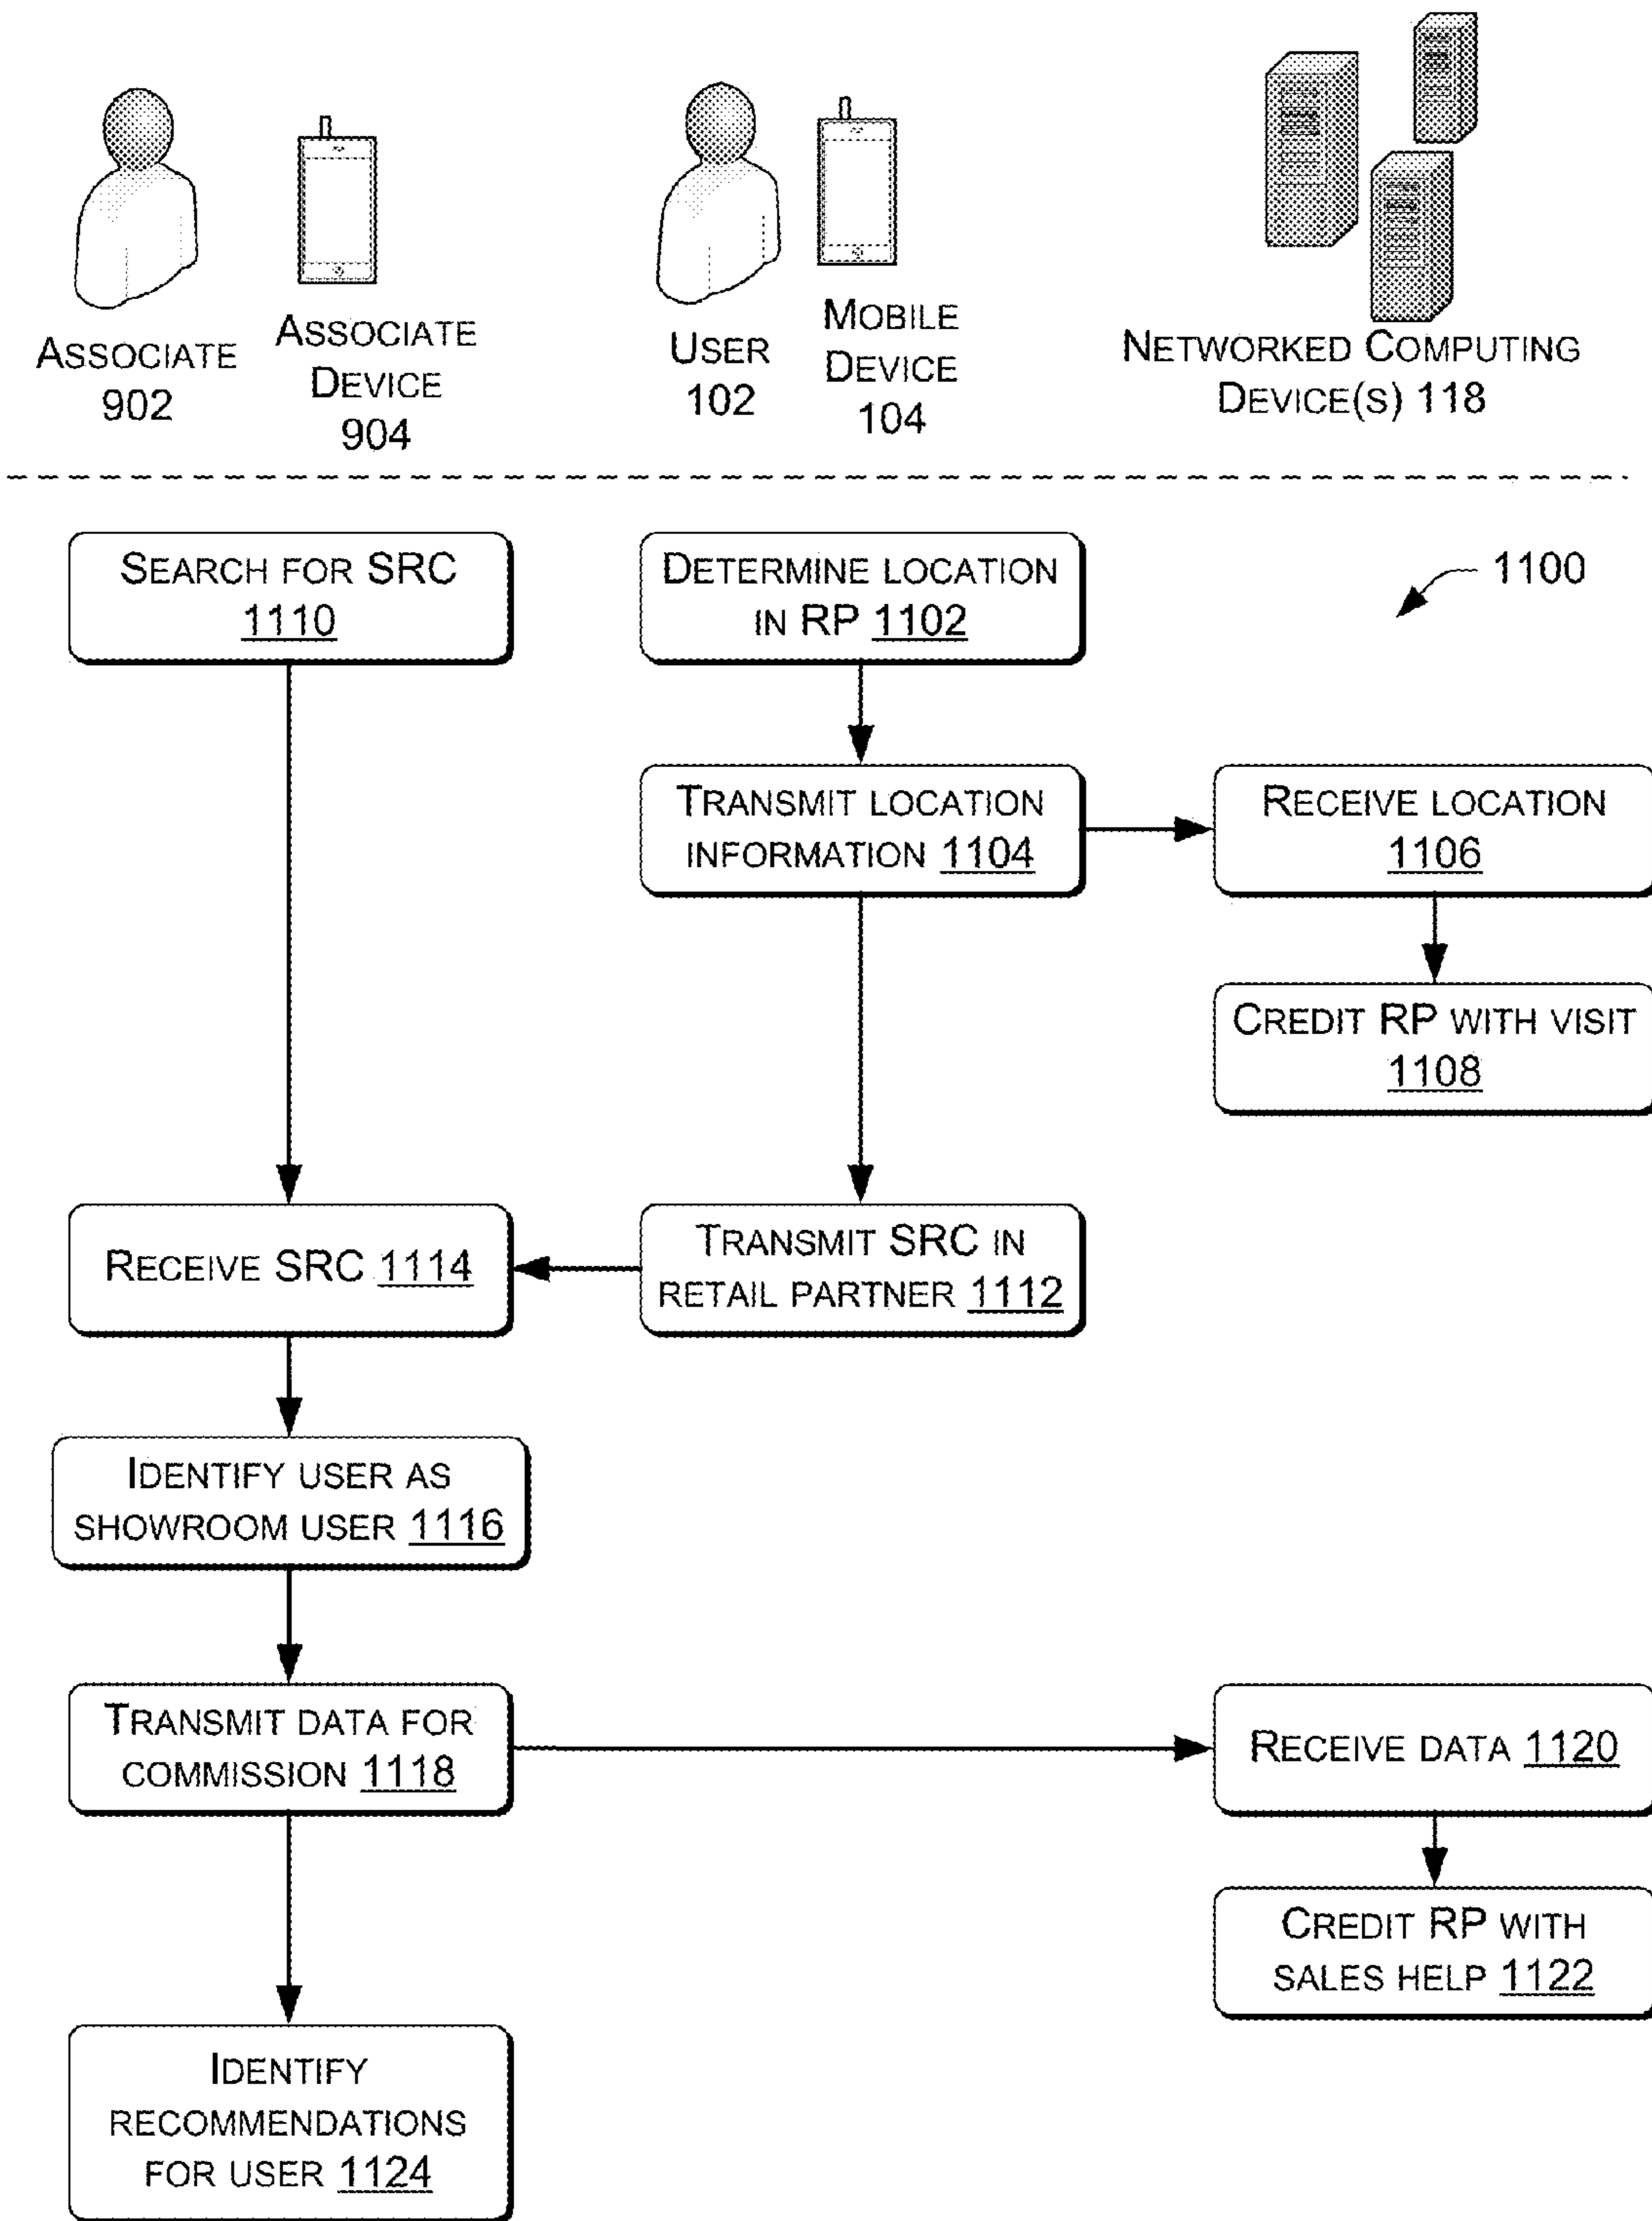 ASSOCIATE
902
ASSOCIATE
DEVICE
904
USER
102
MOBILE
DEVICE
104
NETWORKED COMPUTING
DEVICE(S) 118
SEARCH FOR SRC
1110
DETERMINE LOCATION
IN RP 1102
1100
TRANSMIT LOCATION
INFORMATION 1104
RECEIVE LOCATION
1106
CREDIT RP WITH VISIT
1108
RECEIVE SRC 1114
TRANSMIT SRC IN
RETAIL PARTNER 1112
IDENTIFY USER AS
SHOWROOM USER 1116
TRANSMIT DATA FOR
COMMISSION 1118
RECEIVE DATA 1120
CREDIT RP WITH
SALES HELP 1122
IDENTIFY
RECOMMENDATIONS
FOR USER 1124